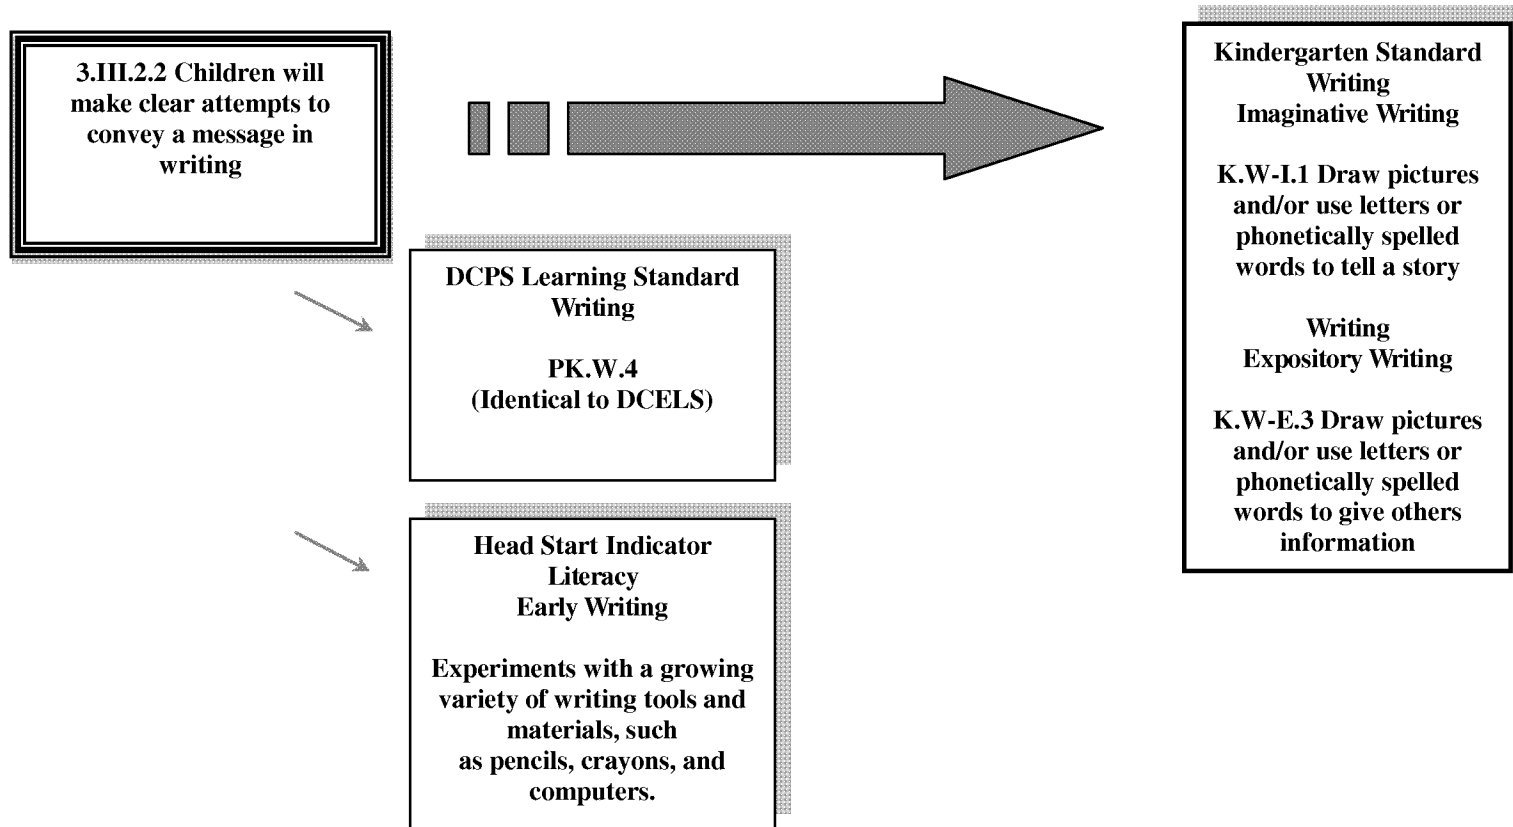 3.III.2.2 Children will
make clear attempts to
convey a message in
writing
DCPS Learning Standard
Writing
PK.W.4
(Identical to DCELS)
Head Start Indicator
Literacy
Early Writing
Experiments with a growing
variety of writing tools and
materials, such
as pencils, crayons, and
computers.
Kindergarten Standard
Writing
Imaginative Writing
K.W-I.1 Draw pictures
and/or use letters or
phonetically spelled
words to tell a story
Writing
Expository Writing
K.W-E.3 Draw pictures
and/or use letters or
phonetically spelled
words to give others
information